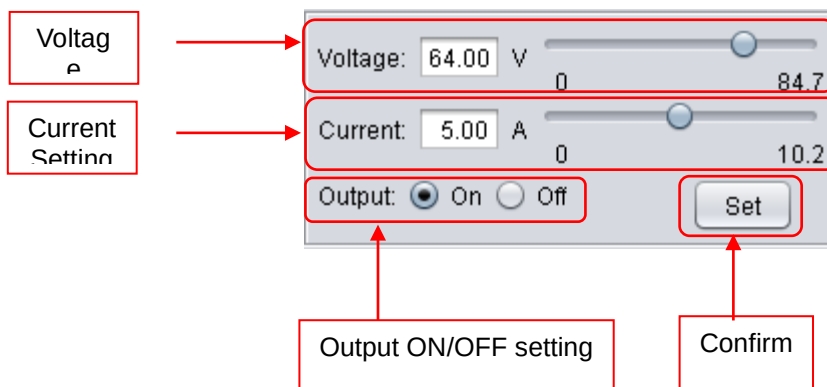 Voltag
e
Voltage: 64.00 V
0 84.7
Current
Setting
Current: 5.00 A
0 10.2
Output: On Off
Set
Output ON/OFF setting
Confirm